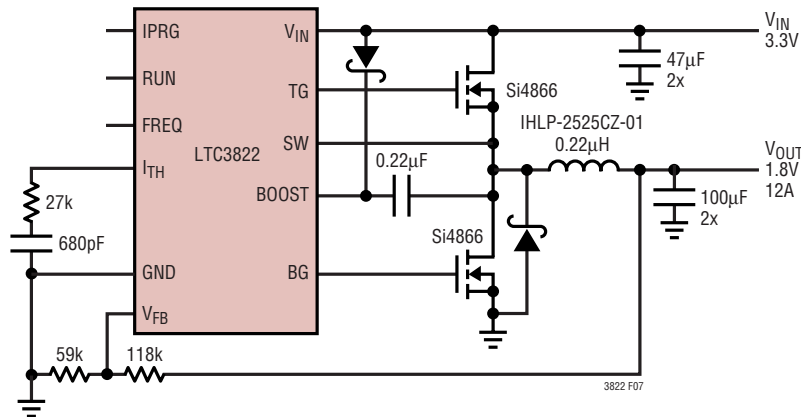 IPRG
RUN
FREQ
ITH
GND
VFB
LTC3822
VIN
TG
SW
BOOST
BG
0.22μF
Si4866
Si4866
IHLP-2525CZ-01
0.22μH
47μF
2x
VIN
3.3V
VOUT
1.8V
12A
100μF
2x
27k
680pF
59k
118k
3822 F07